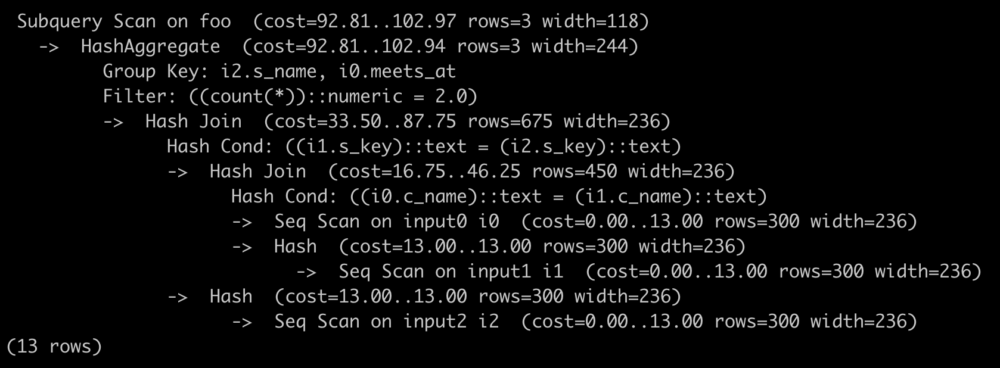 Subquery Scan on foo  (cost=92.81..102.97 rows=3 width=118)
  ->  HashAggregate  (cost=92.81..102.94 rows=3 width=244)
        Group Key: i2.s_name, i0.meets_at
        Filter: ((count(*))::numeric = 2.0)
        ->  Hash Join  (cost=33.50..87.75 rows=675 width=236)
              Hash Cond: ((i1.s_key)::text = (i2.s_key)::text)
              ->  Hash Join  (cost=16.75..46.25 rows=450 width=236)
                    Hash Cond: ((i0.c_name)::text = (i1.c_name)::text)
                    ->  Seq Scan on input0 i0  (cost=0.00..13.00 rows=300 width=236)
                    ->  Hash  (cost=13.00..13.00 rows=300 width=236)
                          ->  Seq Scan on input1 i1  (cost=0.00..13.00 rows=300 width=236)
              ->  Hash  (cost=13.00..13.00 rows=300 width=236)
                    ->  Seq Scan on input2 i2  (cost=0.00..13.00 rows=300 width=236)
(13 rows)